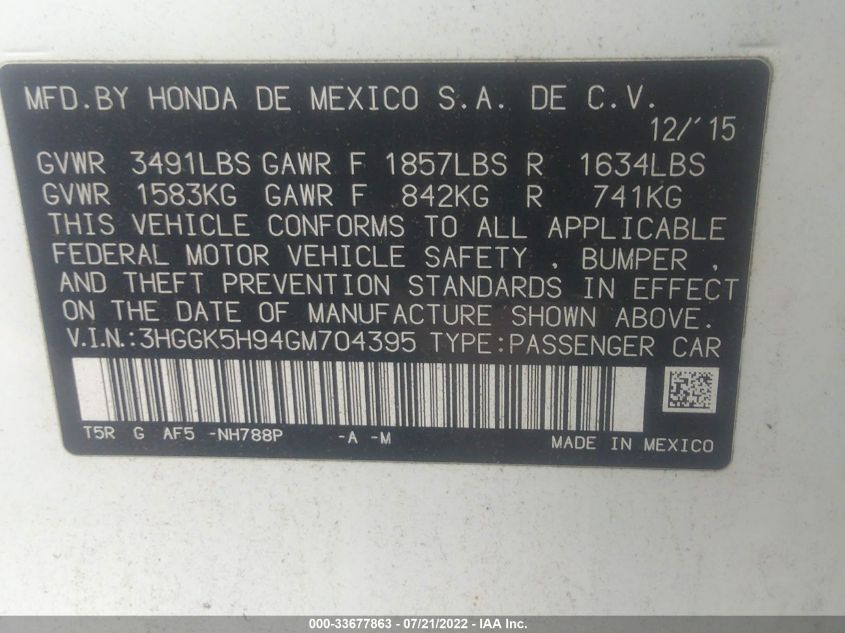 MFD.BY HONDA DE MEXICO S.A. DE C.V.
12/'15
GVWR 3491LBS GAWR F 1857LBS R 1634LBS
GVWR 1583KG GAWR F 842KG R 741KG
THIS VEHICLE CONFORMS TO ALL APPLICABLE
FEDERAL MOTOR VEHICLE SAFETY , BUMPER ,
AND THEFT PREVENTION STANDARDS IN EFFECT
ON THE DATE OF MANUFACTURE SHOWN ABOVE.
V.I.N.:3HGGK5H94GM704395 TYPE:PASSENGER CAR
T5R G AF5 -NH788P -A -M MADE IN MEXICO
000-33677863 - 07/21/2022 - IAA Inc.